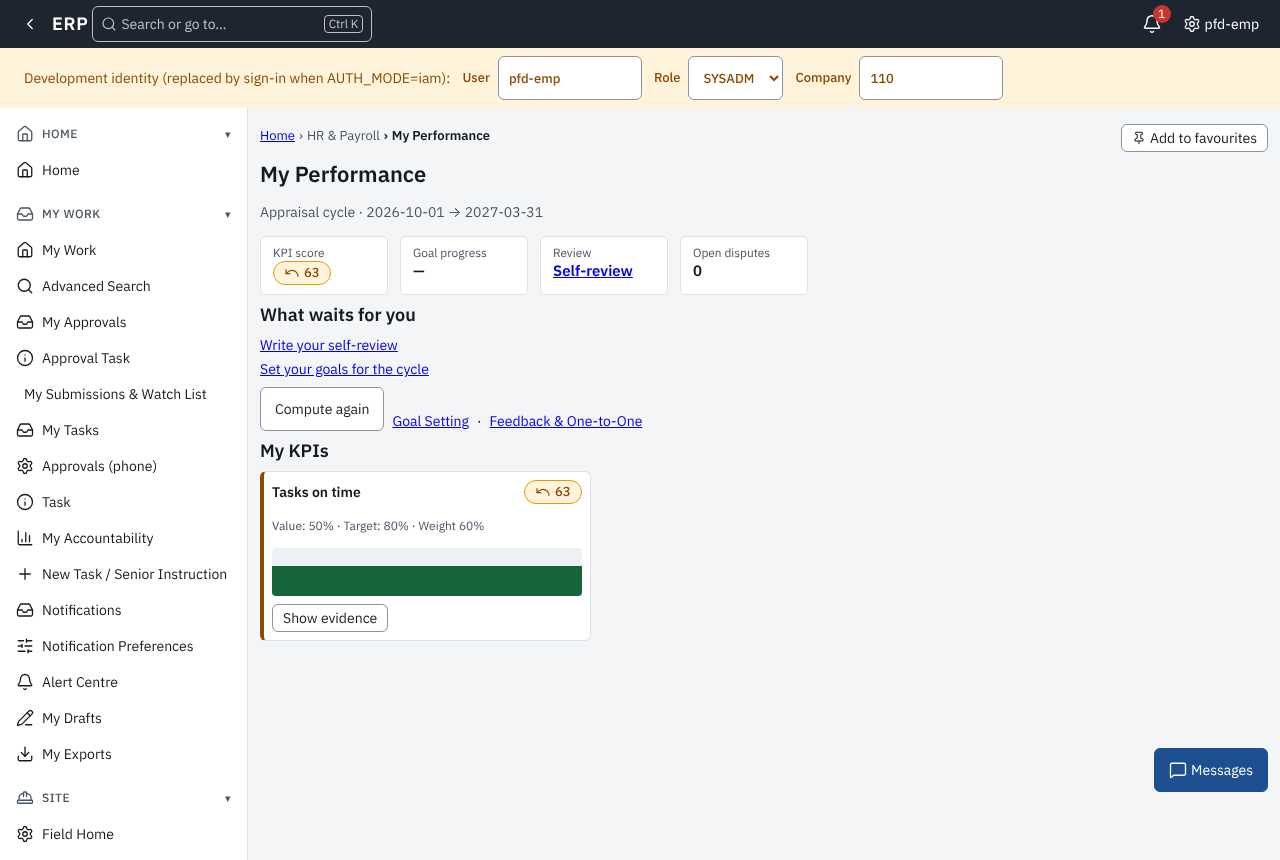 ERP
Search or go to... Ctrl K
1
pfd-emp
Development identity (replaced by sign-in when AUTH_MODE=iam): User pfd-emp Role SYSADM Company 110
HOME
Home
MY WORK
My Work
Advanced Search
My Approvals
Approval Task
My Submissions & Watch List
My Tasks
Approvals (phone)
Task
My Accountability
New Task / Senior Instruction
Notifications
Notification Preferences
Alert Centre
My Drafts
My Exports
SITE
Field Home
Home › HR & Payroll › My Performance
Add to favourites
My Performance
Appraisal cycle · 2026-10-01 → 2027-03-31
KPI score
63
Goal progress
—
Review
Self-review
Open disputes
0
What waits for you
Write your self-review
Set your goals for the cycle
Compute again Goal Setting · Feedback & One-to-One
My KPIs
Tasks on time 63
Value: 50% · Target: 80% · Weight 60%
Show evidence
Messages